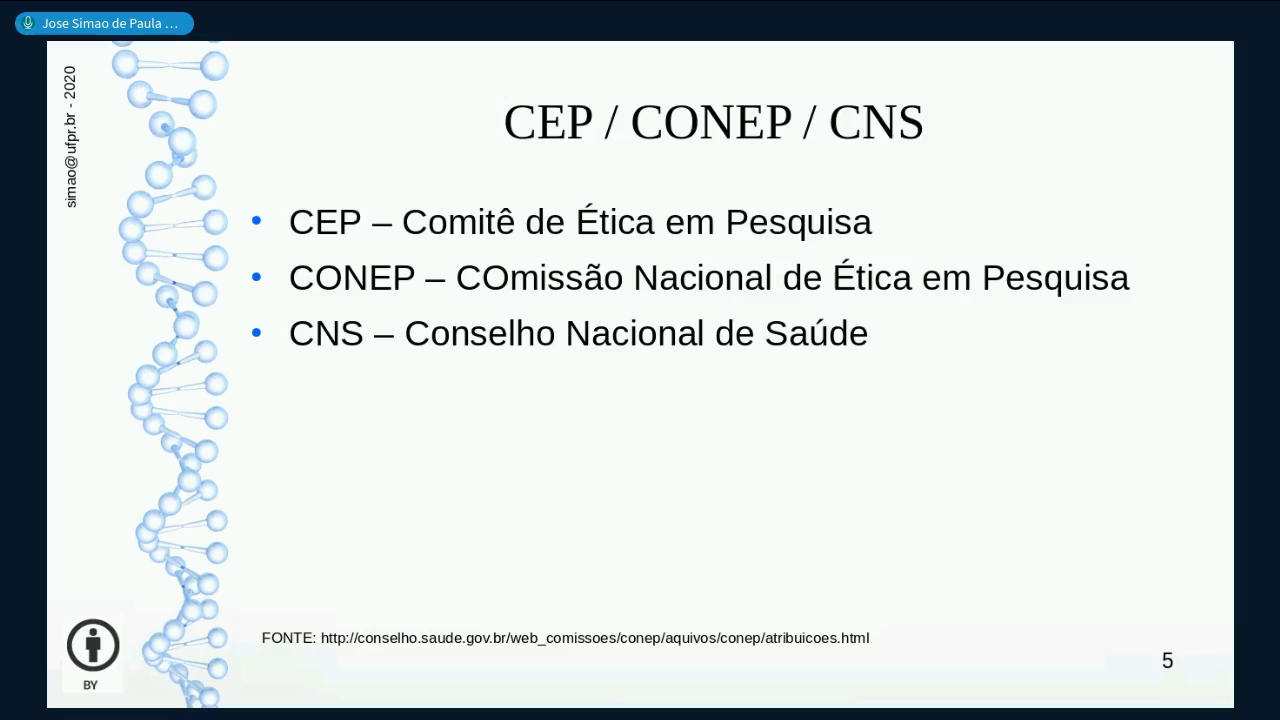 Jose Simao de Paula ...
simao@ufpr.br - 2020
CEP / CONEP / CNS
• CEP – Comitê de Ética em Pesquisa
• CONEP – COmissão Nacional de Ética em Pesquisa
• CNS – Conselho Nacional de Saúde
FONTE: http://conselho.saude.gov.br/web_comissoes/conep/aquivos/conep/atribuicoes.html
5
BY